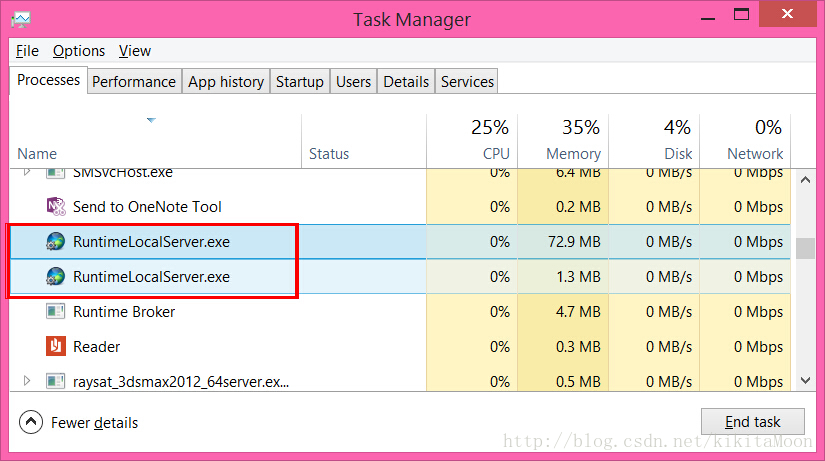 Task Manager
File Options View
Processes Performance App history Startup Users Details Services
25% 35% 4% 0%
Name Status CPU Memory Disk Network
SMSvcHost.exe 0% 6.4 MB 0 MB/s 0 Mbps
Send to OneNote Tool 0% 0.2 MB 0 MB/s 0 Mbps
RuntimeLocalServer.exe 0% 72.9 MB 0 MB/s 0 Mbps
RuntimeLocalServer.exe 0% 1.3 MB 0 MB/s 0 Mbps
Runtime Broker 0% 4.7 MB 0 MB/s 0 Mbps
Reader 0% 0.3 MB 0 MB/s 0 Mbps
raysat_3dsmax2012_64server.ex... 0% 0.5 MB 0 MB/s 0 Mbps
Fewer details End task
http://blog.csdn.net/kikitaMoon